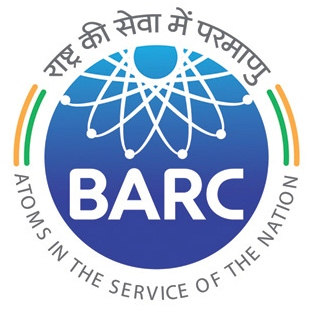 राष्ट्र की सेवा में परमाणु
BARC
ATOMS IN THE SERVICE OF THE NATION